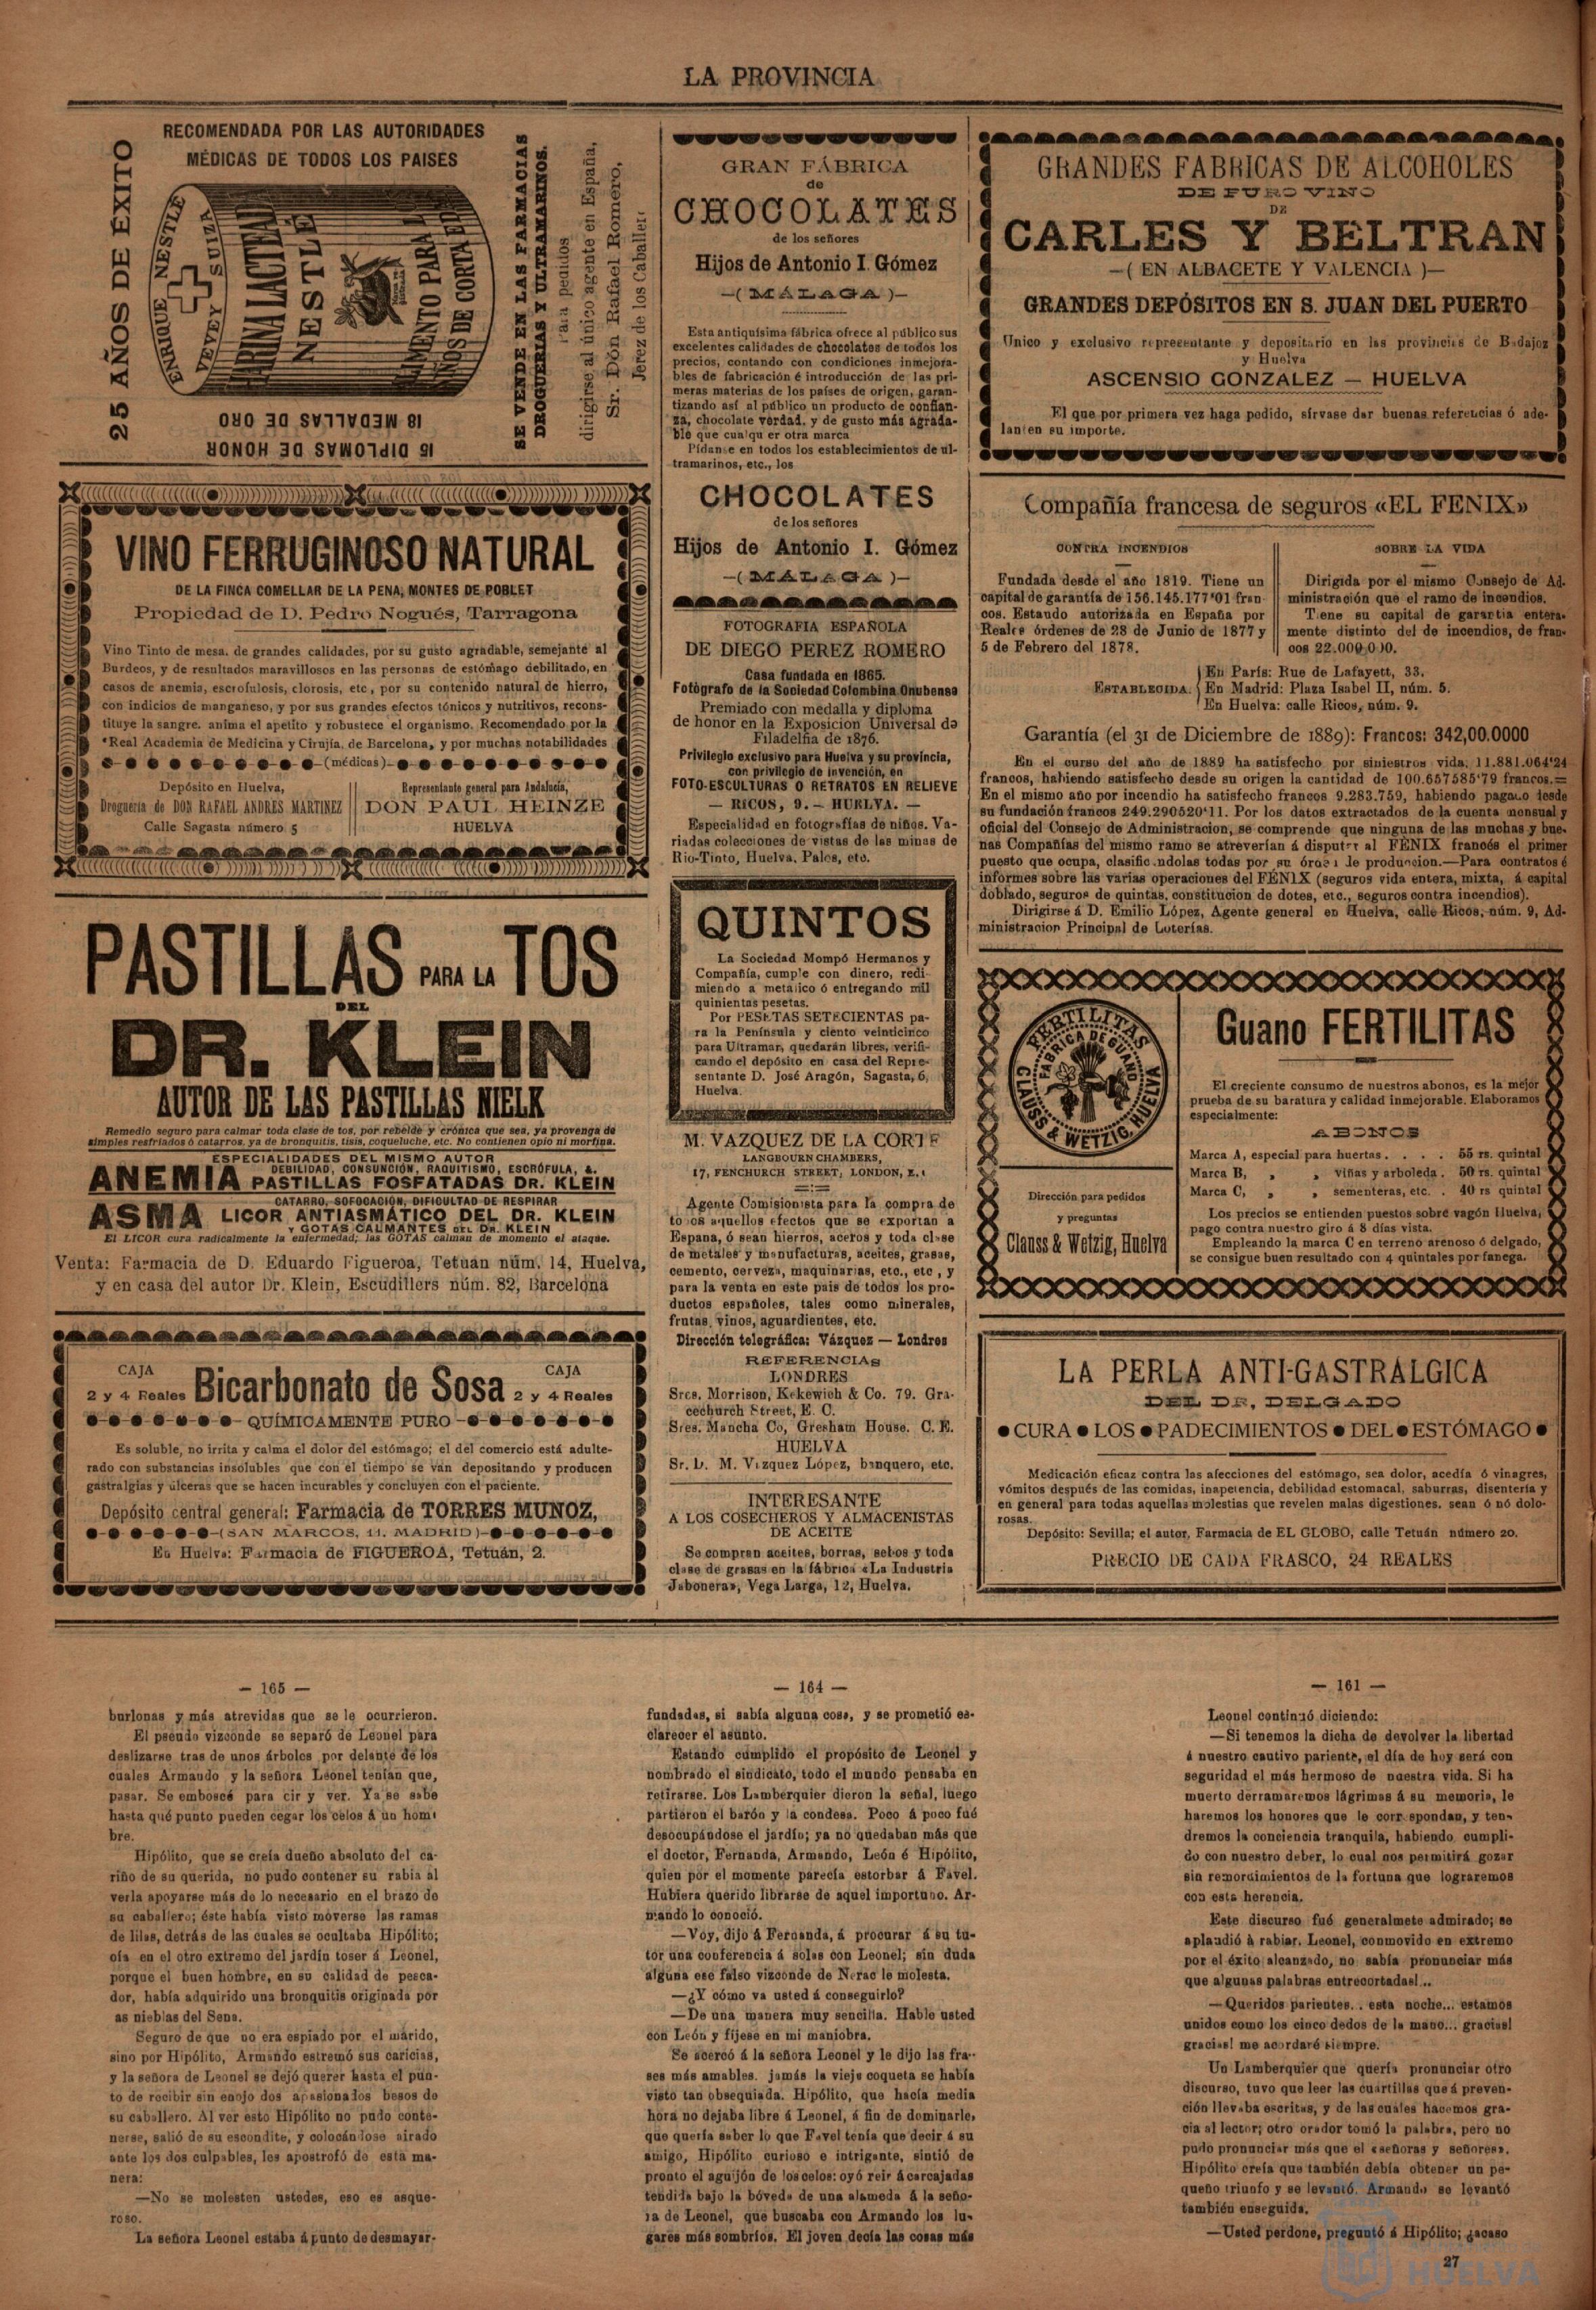 LA PROVINCIA
RECOMENDADA POR LAS AUTORIDADES
MÉDICAS DE TODOS LOS PAISES
25 AÑOS DE ÉXITO
ENRIQUE NESTLE
VEVEY SUIZA
HARINA LACTEADA
NESTLÉ
18 MEDALLAS DE ORO
15 DIPLOMAS DE HONOR
SE VENDE EN LAS FARMACIAS
DROGUERIAS Y ULTRAMARINOS.
Para pedidos
dirigirse al único agente en España,
Sr. Dón Rafael Romero,
Jerez de los Caballer
VINO FERRUGINOSO NATURAL
DE LA FINCA COMELLAR DE LA PENA, MONTES DE POBLET
Propiedad de D. Pedro Nogués, Tarragona
Vino Tinto de mesa, de grandes calidades, por su gusto agradable, semejante al
Burdeos, y de resultados maravillosos en las personas de estómago debilitado, en
casos de anemia, escrofulosis, clorosis, etc, por su contenido natural de hierro,
con indicios de manganeso, y por sus grandes efectos tónicos y nutritivos, recons-
tituye la sangre, anima el apetito y robustece el organismo. Recomendado por la
Real Academia de Medicina y Cirujía, de Barcelona, y por muchas notabilidades
(médicas)
Depósito en Huelva,
Droguería de DON RAFAEL ANDRES MARTINEZ
Calle Sagasta número 5
Representante general para Andalucía,
DON PAUL HEINZE
HUELVA
PASTILLAS PARA LA TOS
DEL
DR. KLEIN
AUTOR DE LAS PASTILLAS NIELK
Remedio seguro para calmar toda clase de tos, por rebelde y crónica que sea, ya provenga de
simples resfriados ó catarros, ya de bronquitis, tisis, coqueluche, etc. No contienen opio ni morfina.
ESPECIALIDADES DEL MISMO AUTOR
ANEMIA DEBILIDAD, CONSUNCIÓN, RAQUITISMO, ESCRÓFULA, &.
PASTILLAS FOSFATADAS DR. KLEIN
CATARRO, SOFOCACIÓN, DIFICULTAD DE RESPIRAR
ASMA LICOR ANTIASMÁTICO DEL DR. KLEIN
Y GOTAS CALMANTES DEL DR. KLEIN
El LICOR cura radicalmente la enfermedad; las GOTAS calman de momento el ataque.
Venta: Farmacia de D. Eduardo Figueroa, Tetuán núm. 14, Huelva,
y en casa del autor Dr. Klein, Escudillers núm. 82, Barcelona
CAJA
2 y 4 Reales
Bicarbonato de Sosa
CAJA
2 y 4 Reales
QUÍMICAMENTE PURO
Es soluble, no irrita y calma el dolor del estómago; el del comercio está adulte-
rado con substancias insolubles que con el tiempo se van depositando y producen
gastralgias y úlceras que se hacen incurables y concluyen con el paciente.
Depósito central general: Farmacia de TORRES MUNOZ,
(SAN MARCOS, 11. MADRID)
En Huelva: Farmacia de FIGUEROA, Tetuán, 2.
GRAN FÁBRICA
de
CHOCOLATES
de los señores
Hijos de Antonio I. Gómez
—( MÁLAGA )—
Esta antiquísima fábrica ofrece al público sus
excelentes calidades de chocolates de todos los
precios, contando con condiciones inmejora-
bles de fabricación é introducción de las pri-
meras materias de los países de origen, garan-
tizando así al público un producto de confian-
za, chocolate verdad, y de gusto más agrada-
ble que cualqu er otra marca
Pídanse en todos los establecimientos de ul-
tramarinos, etc., los
CHOCOLATES
de los señores
Hijos de Antonio I. Gómez
—( MÁLAGA )—
FOTOGRAFIA ESPAÑOLA
DE DIEGO PEREZ ROMERO
Casa fundada en 1865.
Fotógrafo de la Sociedad Colombina Onubense
Premiado con medalla y diploma
de honor en la Exposicion Universal de
Filadelfia de 1876.
Privilegio exclusivo para Huelva y su provincia,
con privilegio de invención, en
FOTO-ESCULTURAS O RETRATOS EN RELIEVE
— RICOS, 9.— HUELVA. —
Especialidad en fotografías de niños. Va-
riadas colecciones de vistas de las minas de
Rio-Tinto, Huelva, Palos, etc.
QUINTOS
La Sociedad Mompó Hermanos y
Compañía, cumple con dinero, redi-
miendo a metálico ó entregando mil
quinientas pesetas.
Por PESETAS SETECIENTAS pa-
ra la Península y ciento veinticinco
para Ultramar, quedarán libres, verifi-
cando el depósito en casa del Repre-
sentante D. José Aragón, Sagasta, 6,
Huelva.
M. VAZQUEZ DE LA CORTE
LANGBOURN CHAMBERS,
17, FENCHURCH STREET, LONDON, E.C
Agente Comisionista para la compra de
todos aquellos efectos que se exportan a
Espana, ó sean hierros, aceros y toda clase
de metales y manufacturas, aceites, grasas,
cemento, cerveza, maquinarias, etc., etc, y
para la venta en este pais de todos los pro-
ductos españoles, tales como minerales,
frutas, vinos, aguardientes, etc.
Dirección telegráfica: Vázquez — Londres
REFERENCIAS
LONDRES
Sres. Morrison, Kekewich & Co. 79. Gra-
cechurch Street, E. C.
Sres. Mancha Co, Gresham House. C. E.
HUELVA
Sr. D. M. Vázquez López, banquero, etc.
INTERESANTE
A LOS COSECHEROS Y ALMACENISTAS
DE ACEITE
Se compran aceites, borras, sebos y toda
clase de grasas en la fábrica «La Industria
Jabonera», Vega Larga, 12, Huelva.
GRANDES FABRICAS DE ALCOHOLES
DE PURO VINO
DE
CARLES Y BELTRAN
—( EN ALBACETE Y VALENCIA )—
GRANDES DEPÓSITOS EN S. JUAN DEL PUERTO
Unico y exclusivo representante y depositario en las provincias de Badajoz
y Huelva
ASCENSIO GONZALEZ — HUELVA
El que por primera vez haga pedido, sírvase dar buenas referencias ó ade-
lanten su importe.
Compañía francesa de seguros «EL FENIX»
CONTRA INCENDIOS
Fundada desde el año 1819. Tiene un
capital de garantía de 156.145.177'01 fran-
cos. Estando autorizada en España por
Reales órdenes de 28 de Junio de 1877 y
5 de Febrero del 1878.
SOBRE LA VIDA
Dirigida por el mismo Consejo de Ad-
ministración que el ramo de incendios.
Tiene su capital de garantía entera-
mente distinto del de incendios, de fran-
cos 22.000.000.
ESTABLECIDA.
En París: Rue de Lafayett, 33.
En Madrid: Plaza Isabel II, núm. 5.
En Huelva: calle Ricos, núm. 9.
Garantía (el 31 de Diciembre de 1889): Francos: 342,00.0000
En el curso del año de 1889 ha satisfecho por siniestros vida: 11.881.064'24
francos, habiendo satisfecho desde su origen la cantidad de 100.657585'79 francos.=
En el mismo año por incendio ha satisfecho francos 9.283.759, habiendo pagado desde
su fundación francos 249.290520'11. Por los datos extractados de la cuenta mensual y
oficial del Consejo de Administracion, se comprende que ninguna de las muchas y bue-
nas Compañías del mismo ramo se atreverían á disputar al FÉNIX francés el primer
puesto que ocupa, clasificándolas todas por su órden de produccion.—Para contratos é
informes sobre las varias operaciones del FÉNIX (seguros vida entera, mixta, á capital
doblado, seguros de quintas, constitucion de dotes, etc., seguros contra incendios).
Dirigirse á D. Emilio López, Agente general en Huelva, calle Ricos, núm. 9, Ad-
ministracion Principal de Loterías.
FERTILITAS
FABRICA DE GUANO
CLAUSS & WETZIG, HUELVA
Dirección para pedidos
y preguntas
Clauss & Wetzig, Huelva
Guano FERTILITAS
El creciente consumo de nuestros abonos, es la mejor
prueba de su baratura y calidad inmejorable. Elaboramos
especialmente:
ABONOS
Marca A, especial para huertas. . . . 55 rs. quintal
Marca B, „ „ viñas y arboleda. 50 rs. quintal
Marca C, „ „ sementeras, etc. . 40 rs quintal
Los precios se entienden puestos sobre vagón Huelva,
pago contra nuestro giro á 8 días vista.
Empleando la marca C en terreno arenoso ó delgado,
se consigue buen resultado con 4 quintales por fanega.
LA PERLA ANTI-GASTRÁLGICA
DEL DR. DELGADO
CURA LOS PADECIMIENTOS DEL ESTÓMAGO
Medicación eficaz contra las afecciones del estómago, sea dolor, acedía ó vinagres,
vómitos después de las comidas, inapetencia, debilidad estomacal, saburras, disentería y
en general para todas aquellas molestias que revelen malas digestiones. sean ó nó dolo-
rosas.
Depósito: Sevilla; el autor, Farmacia de EL GLOBO, calle Tetuán número 20.
PRECIO DE CADA FRASCO, 24 REALES
— 165 —
burlonas y más atrevidas que se le ocurrieron.
El pseudo vizconde se separó de Leonel para
deslizarse tras de unos árboles por delante de los
cuales Armando y la señora Leonel tenían que,
pasar. Se emboscé para cir y ver. Ya se sabe
hasta qué punto pueden cegar los celos á un hom
bre.
Hipólito, que se creía dueño absoluto del ca-
riño de su querida, no pudo contener su rabia al
verla apoyarse más de lo necesario en el brazo de
su caballero; éste había visto moverse las ramas
de lilas, detrás de las cuales se ocultaba Hipólito;
oía en el otro extremo del jardín toser á Leonel,
porque el buen hombre, en su calidad de pesca-
dor, había adquirido una bronquitis originada por
as nieblas del Sena.
Seguro de que no era espiado por el marido,
sino por Hipólito, Armando estremó sus caricias,
y la señora de Leonel se dejó querer hasta el pun-
to de recibir sin enojo dos apasionados besos de
su caballero. Al ver esto Hipólito no pudo conte-
nerse, salió de su escondite, y colocándose airado
ante los dos culpables, les apostrofó de esta ma-
nera:
—No se molesten ustedes, eso es asque-
roso.
La señora Leonel estaba á punto de desmayar-
— 164 —
fundadas, si sabía alguna cosa, y se prometió es-
clarecer el asunto.
Estando cumplido el propósito de Leonel y
nombrado el sindicato, todo el mundo pensaba en
retirarse. Los Lamberquier dieron la señal, luego
partieron el barón y la condesa. Poco á poco fué
desocupándose el jardín; ya no quedaban más que
el doctor, Fernanda, Armando, León é Hipólito,
quien por el momento parecía estorbar á Favel.
Hubiera querido librarse de aquel importuno. Ar-
mando lo conoció.
—Voy, dijo á Fernanda, á procurar á su tu-
tor una conferencia á solas con Leonel; sin duda
alguna ese falso vizconde de Nerac le molesta.
—¿Y cómo va usted á conseguirlo?
—De una manera muy sencilla. Hable usted
con León y fíjese en mi maniobra.
Se acercó á la señora Leonel y le dijo las fra-
ses más amables. jamás la vieja coqueta se había
visto tan obsequiada. Hipólito, que hacía media
hora no dejaba libre á Leonel, á fin de dominarle,
que quería saber lo que Favel tenía que decir á su
amigo, Hipólito curioso é intrigante, sintió de
pronto el aguijón de los celos: oyó reir á carcajadas
tendida bajo la bóveda de una alameda á la seño-
ra de Leonel, que buscaba con Armando los lu-
gares más sombríos. El joven decía las cosas más
— 161 —
Leonel continuó diciendo:
—Si tenemos la dicha de devolver la libertad
á nuestro cautivo pariente, el día de hoy será con
seguridad el más hermoso de nuestra vida. Si ha
muerto derramaremos lágrimas á su memoria, le
haremos los honores que le correspondan, y ten-
dremos la conciencia tranquila, habiendo cumpli-
do con nuestro deber, lo cual nos permitirá gozar
sin remordimientos de la fortuna que lograremos
con esta herencia.
Este discurso fué generalmete admirado; se
aplaudió à rabiar. Leonel, conmovido en extremo
por el éxito alcanzado, no sabía pronunciar más
que algunas palabras entrecortadas!...
—Queridos parientes.. esta noche... estamos
unidos como los cinco dedos de la mano... gracias!
gracias! me acordaré siempre.
Un Lamberquier que quería pronunciar otro
discurso, tuvo que leer las cuartillas que á preven-
ción llevaba escritas, y de las cuales hacemos gra-
cia al lector; otro orador tomó la palabra, pero no
pudo pronunciar más que el «señoras y señores».
Hipólito creía que también debía obtener un pe-
queño triunfo y se levantó. Armando se levantó
también enseguida.
—Usted perdone, preguntó á Hipólito; ¿acaso
27
HUELVA